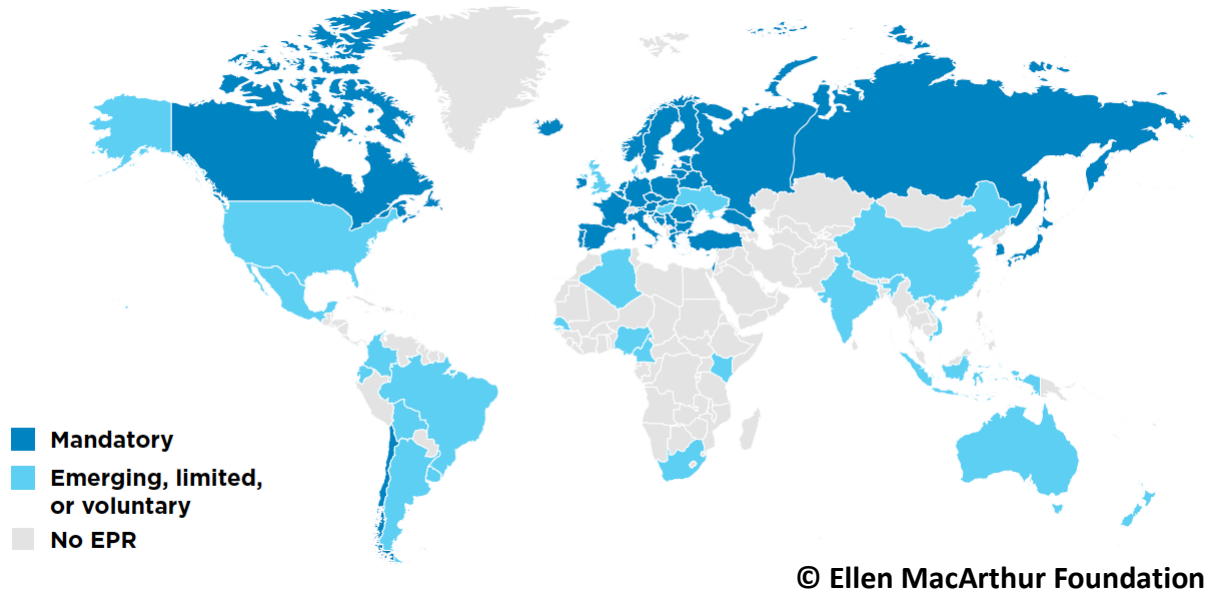 Mandatory
Emerging, limited,
or voluntary
No EPR
© Ellen MacArthur Foundation